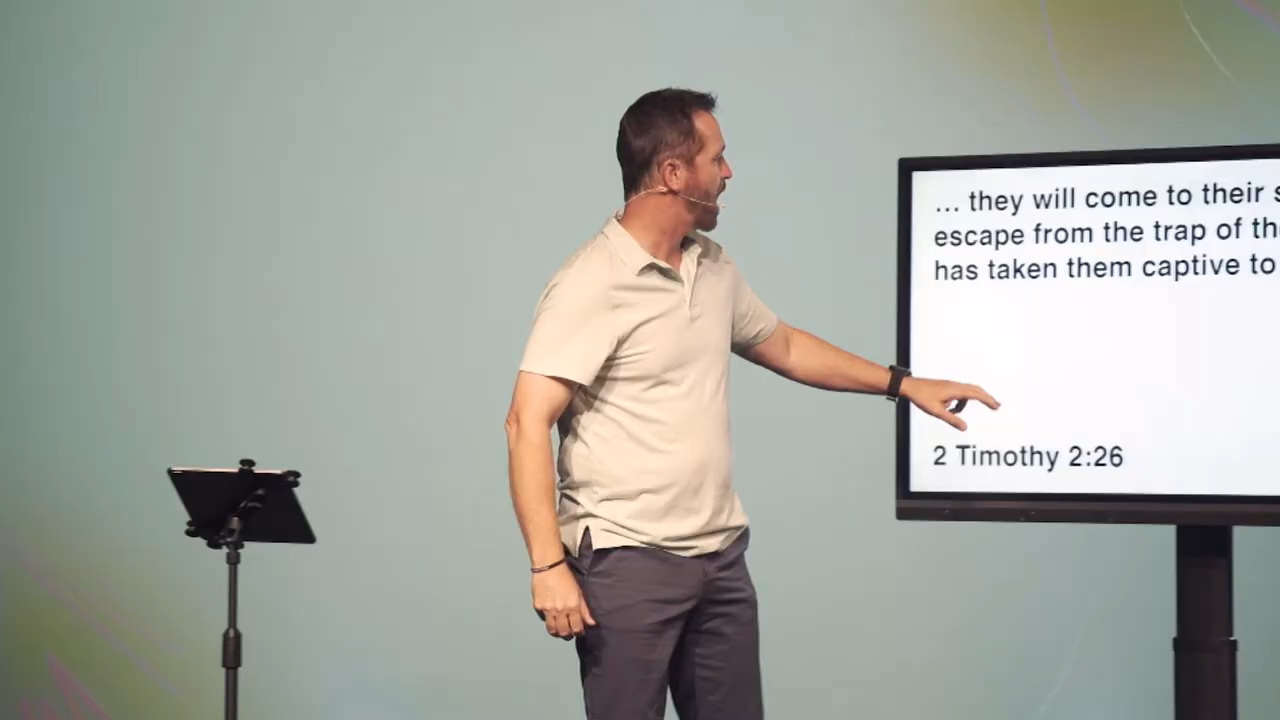 ... they will come to their
escape from the trap of
has taken them captive to
2 Timothy 2:26